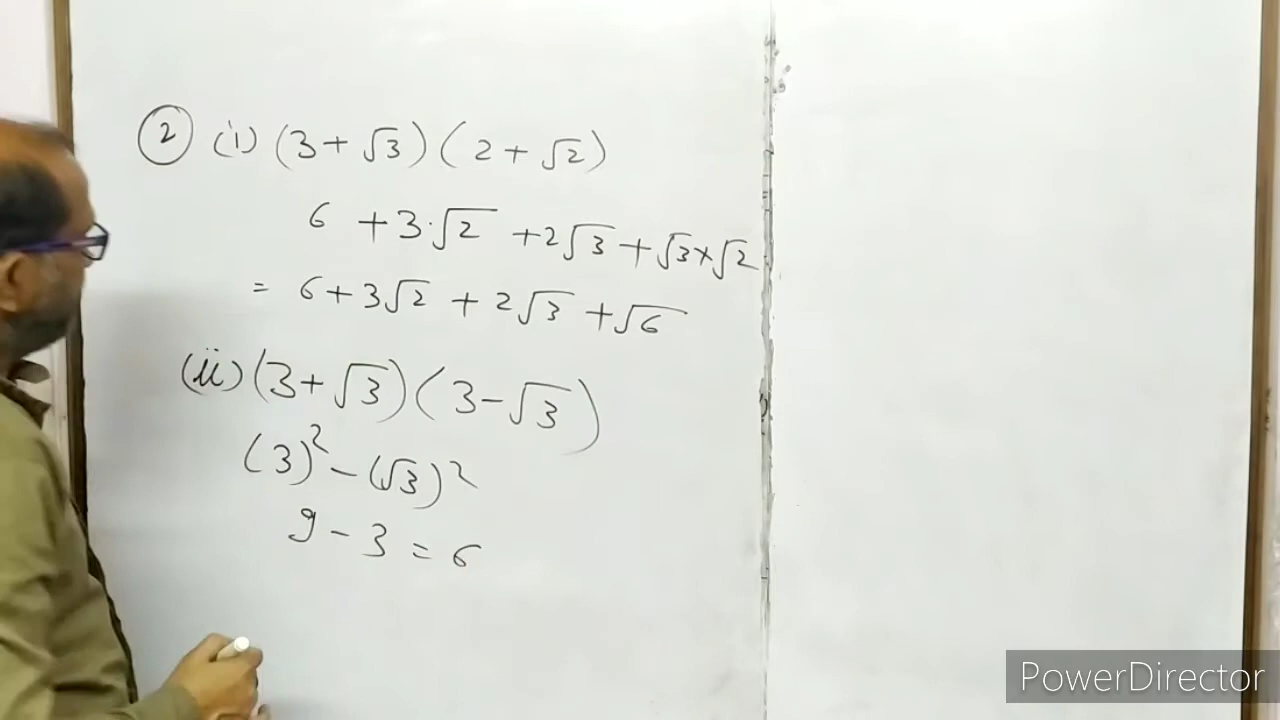 ② (i) (3 + √3) (2 + √2)
6 + 3·√2 + 2√3 + √3 × √2
= 6 + 3√2 + 2√3 + √6
(ii) (3 + √3) (3 - √3)
(3)² - (√3)²
9 - 3 = 6
PowerDirector